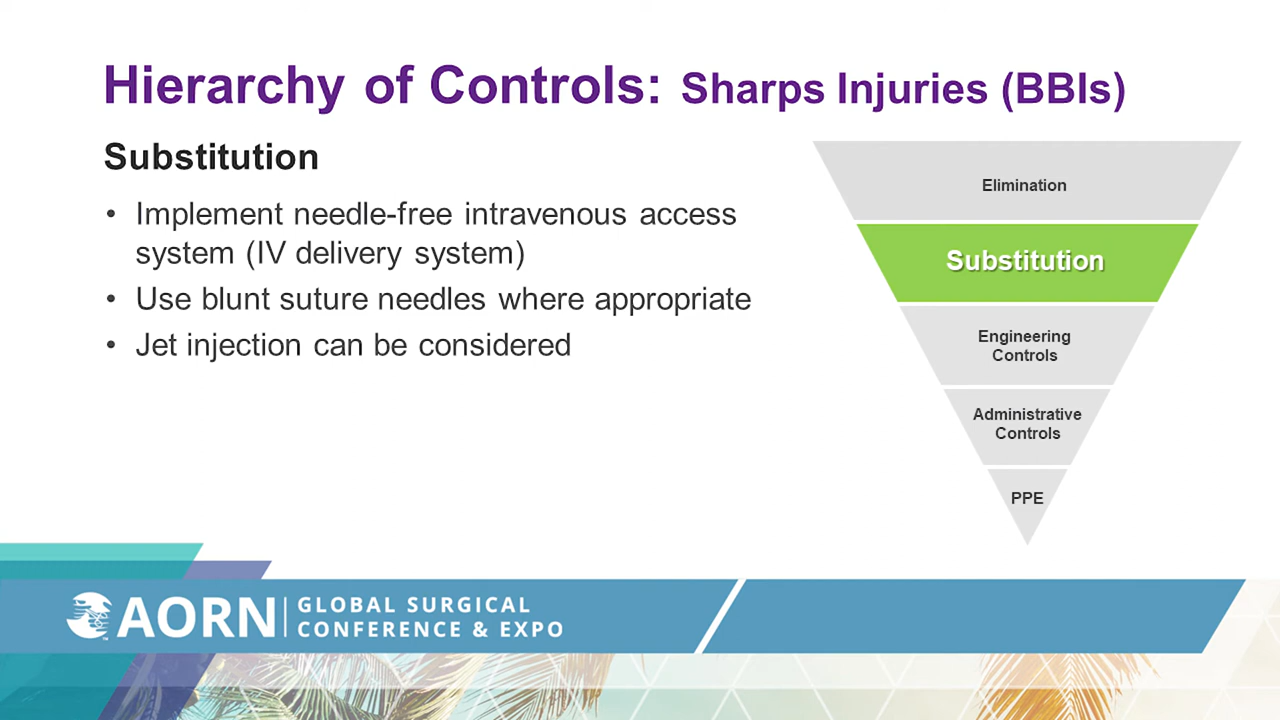 Hierarchy of Controls: Sharps Injuries (BBIs)
Substitution
• Implement needle-free intravenous access
system (IV delivery system)
• Use blunt suture needles where appropriate
• Jet injection can be considered
Elimination
Substitution
Engineering
Controls
Administrative
Controls
PPE
AORN
GLOBAL SURGICAL
CONFERENCE & EXPO